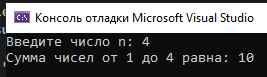 Консоль отладки Microsoft Visual Studio
Введите число n: 4
Сумма чисел от 1 до 4 равна: 10